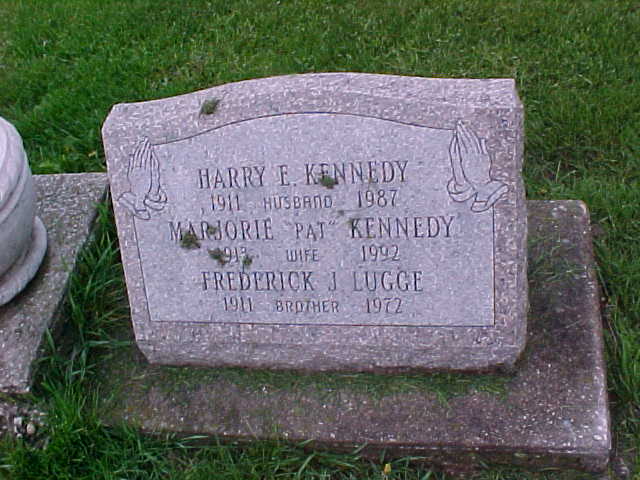 HARRY E. KENNEDY
1911 HUSBAND 1987
MARJORIE "PAT" KENNEDY
WIFE 1992
FREDERICK J LUGGE
1911 BROTHER 1972